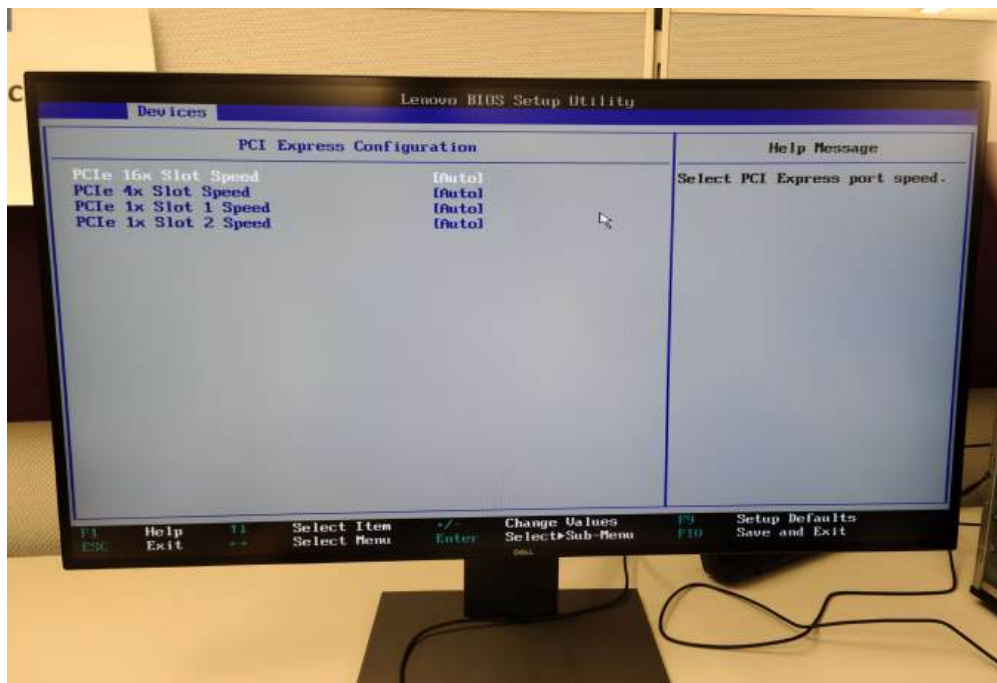 C
Lenovo BIOS Setup Utility
Devices
PCI Express Configuration
Help Message
PCIe 16x Slot Speed [Auto]
PCIe 4x Slot Speed [Auto]
PCIe 1x Slot 1 Speed [Auto]
PCIe 1x Slot 2 Speed [Auto]
Select PCI Express port speed.
F1 Help ↑↓ Select Item +/- Change Values F9 Setup Defaults
ESC Exit ←→ Select Menu Enter Select▶Sub-Menu F10 Save and Exit
DELL